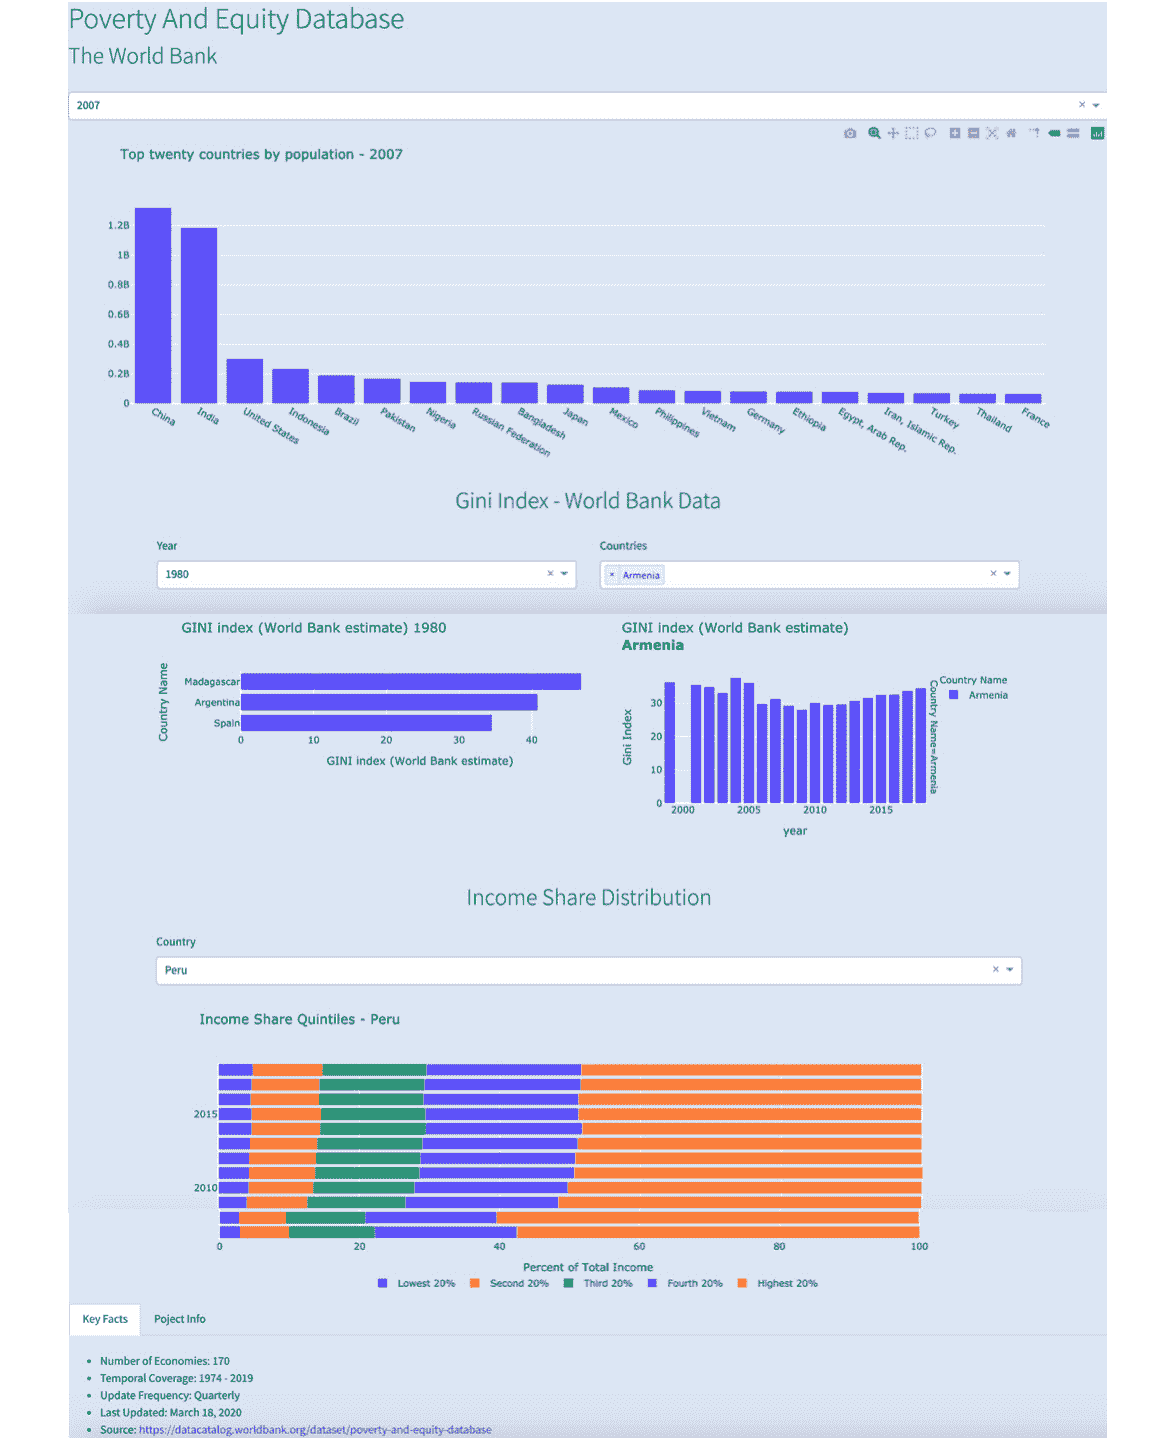 Poverty And Equity Database
The World Bank
2007
Top twenty countries by population - 2007
1.2B
1B
0.8B
0.6B
0.4B
0.2B
0
China India United States Indonesia Brazil Pakistan Nigeria Russian Federation Bangladesh Japan Mexico Philippines Vietnam Germany Ethiopia Egypt, Arab Rep. Iran, Islamic Rep. Turkey Thailand France
Gini Index - World Bank Data
Year
1980
Countries
× Armenia
GINI index (World Bank estimate) 1980
Country Name
Madagascar
Argentina
Spain
0 10 20 30 40
GINI index (World Bank estimate)
GINI index (World Bank estimate)
Armenia
Gini Index
30
20
10
0
2000 2005 2010 2015
year
Country Name=Armenia
Country Name
Armenia
Income Share Distribution
Country
Peru
Income Share Quintiles - Peru
2015
2010
0 20 40 60 80 100
Percent of Total Income
Lowest 20% Second 20% Third 20% Fourth 20% Highest 20%
Key Facts Poject Info
• Number of Economies: 170
• Temporal Coverage: 1974 - 2019
• Update Frequency: Quarterly
• Last Updated: March 18, 2020
• Source: https://datacatalog.worldbank.org/dataset/poverty-and-equity-database